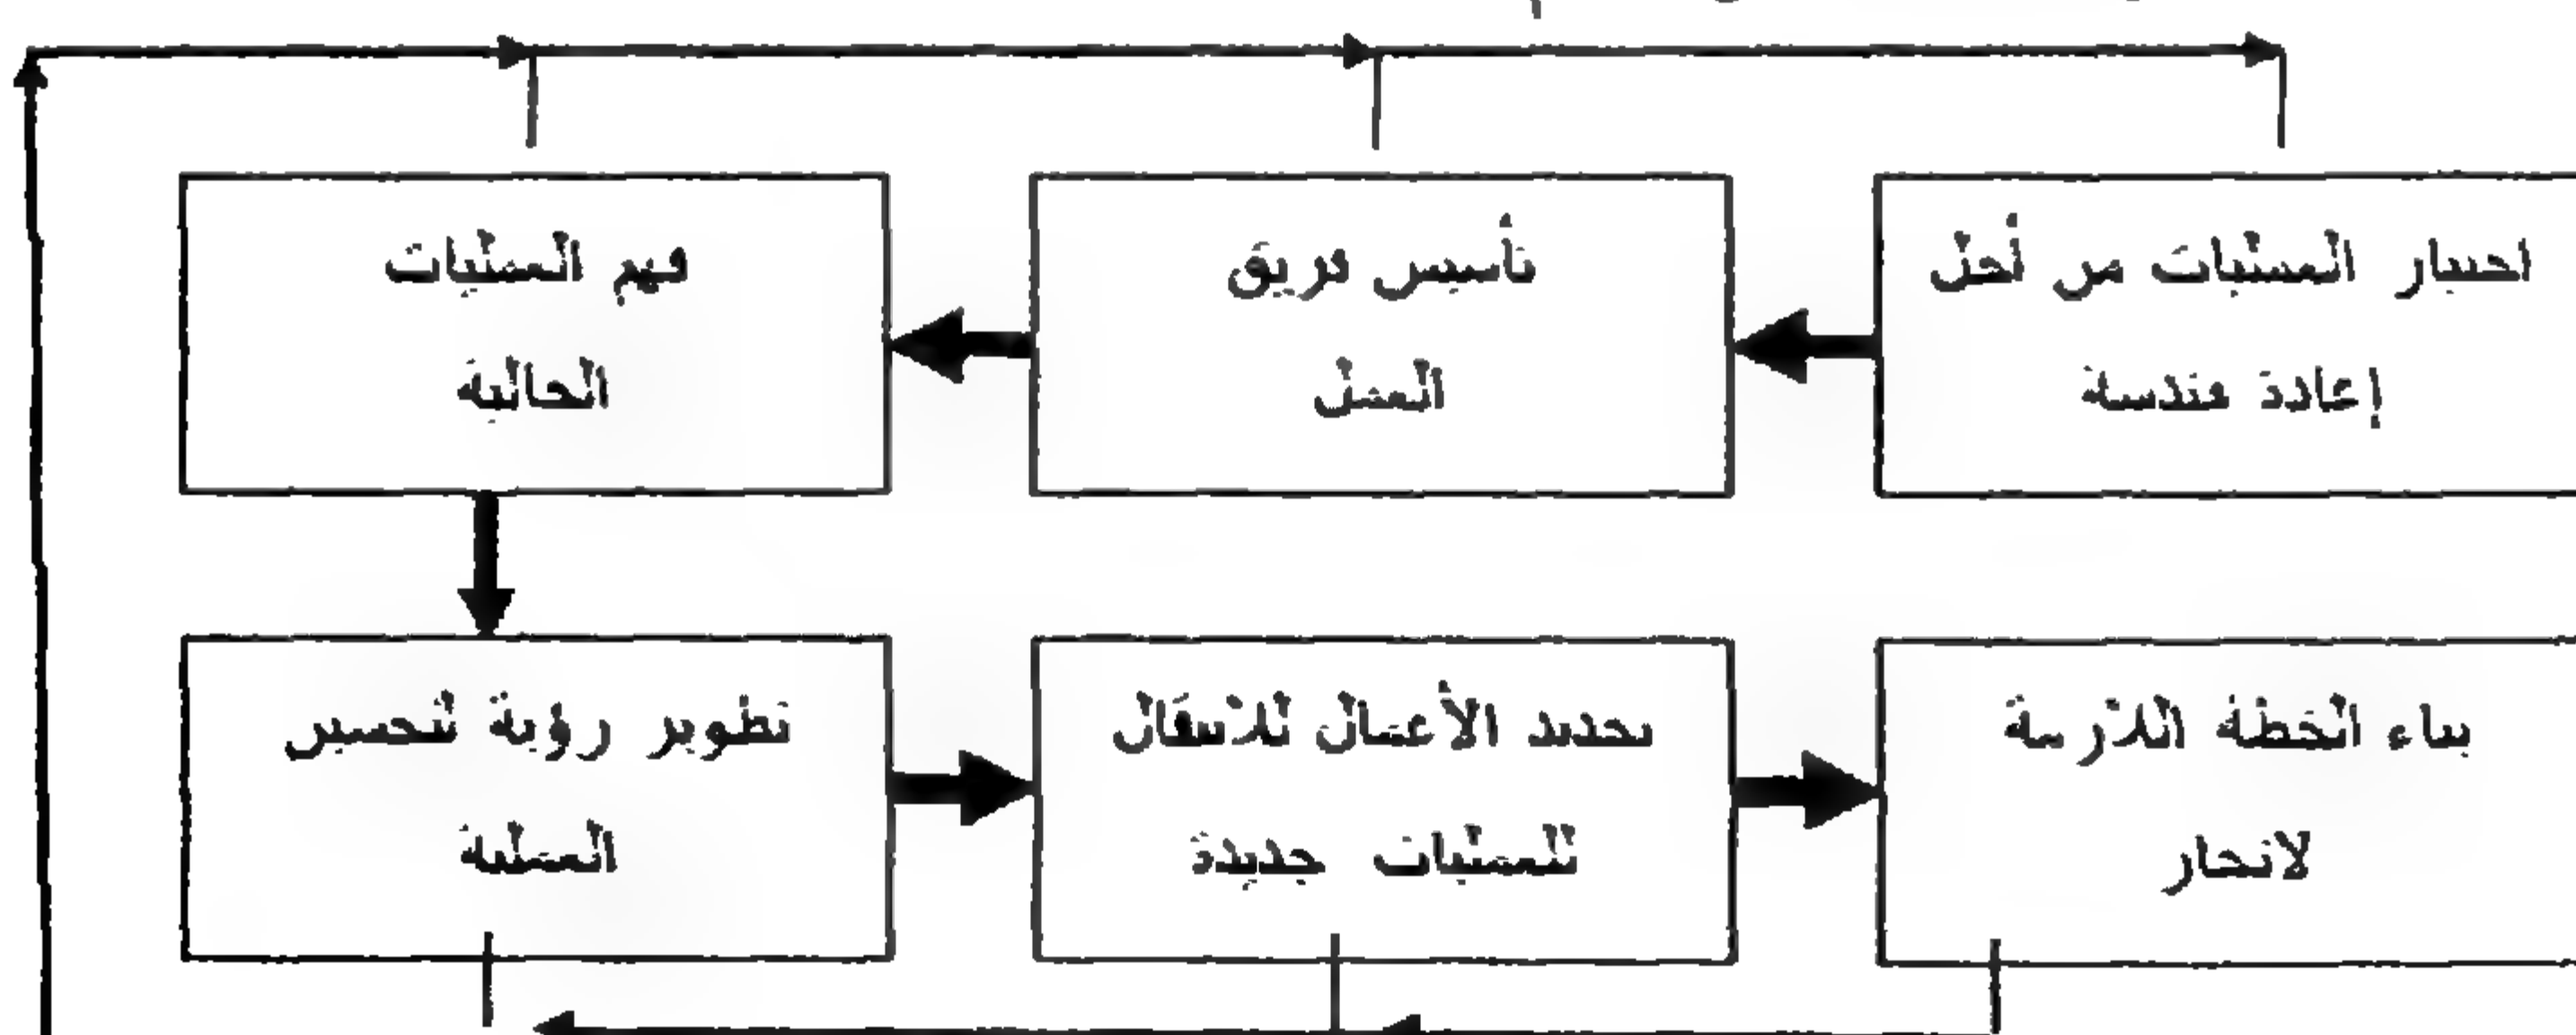 اختيار العمليات من أجل
إعادة هندسة
تأسيس فريق
العمل
فهم العمليات
الحالية
تطوير رؤية لتحسين
العملية
تحديد الأعمال للانتقال
للعمليات جديدة
بناء الخطة اللازمة
لانجاز